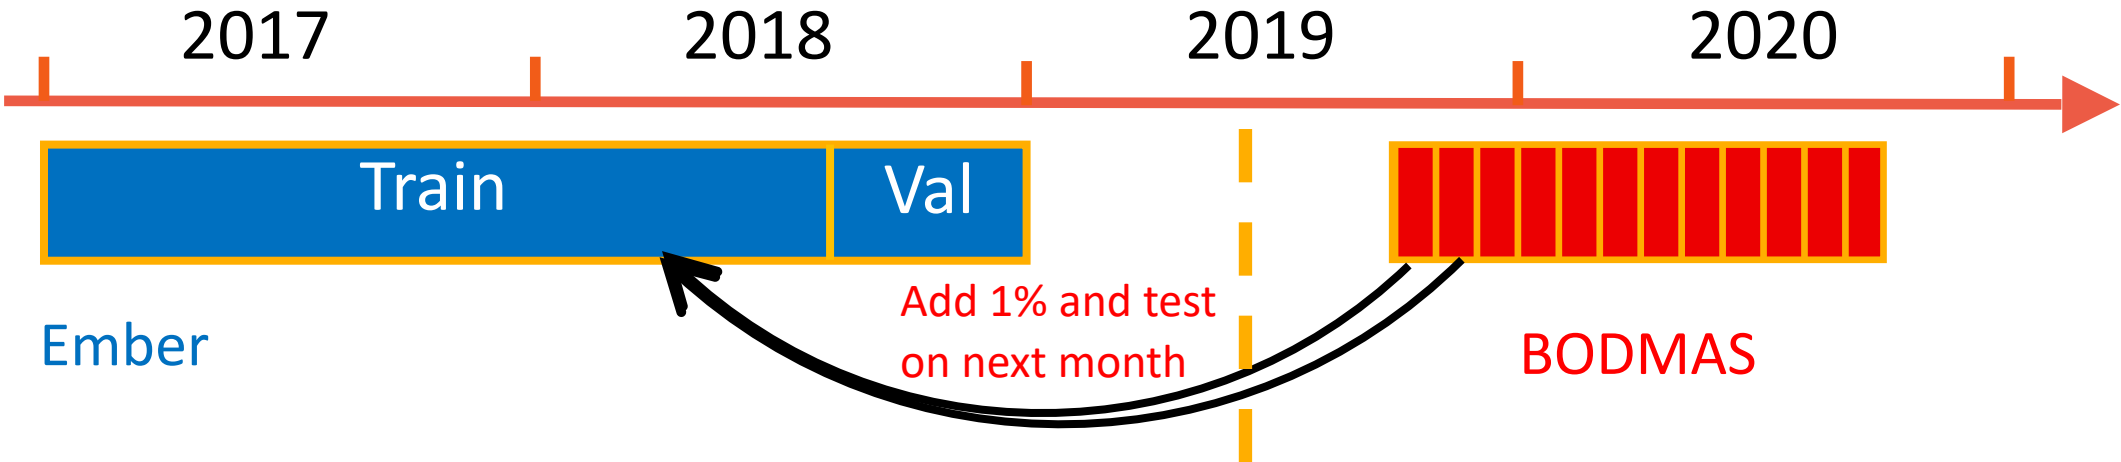 2017 2018 2019 2020
Train Val
Add 1% and test
on next month
Ember
BODMAS